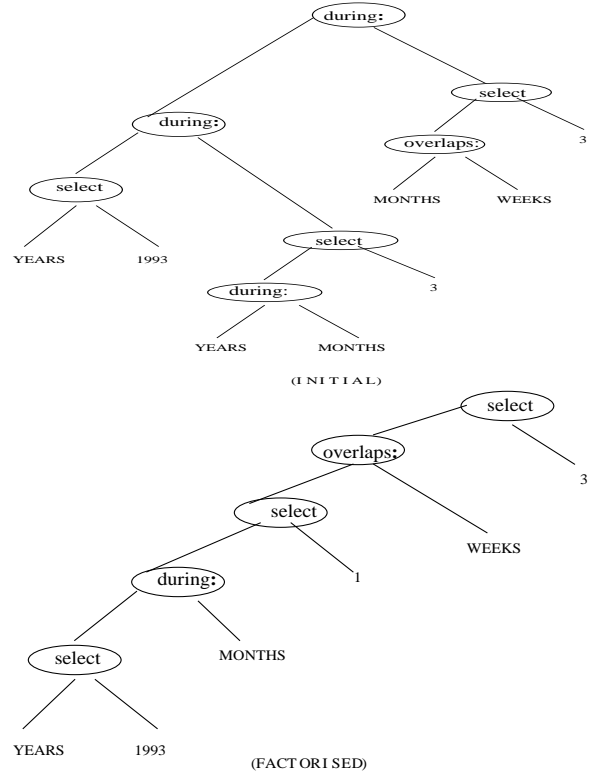 during:
select
during:
3
overlaps:
select
MONTHS WEEKS
select
YEARS 1993
3
during:
YEARS MONTHS
(INITIAL)
select
overlaps:
3
select
WEEKS
1
during:
MONTHS
select
YEARS 1993
(FACTORISED)